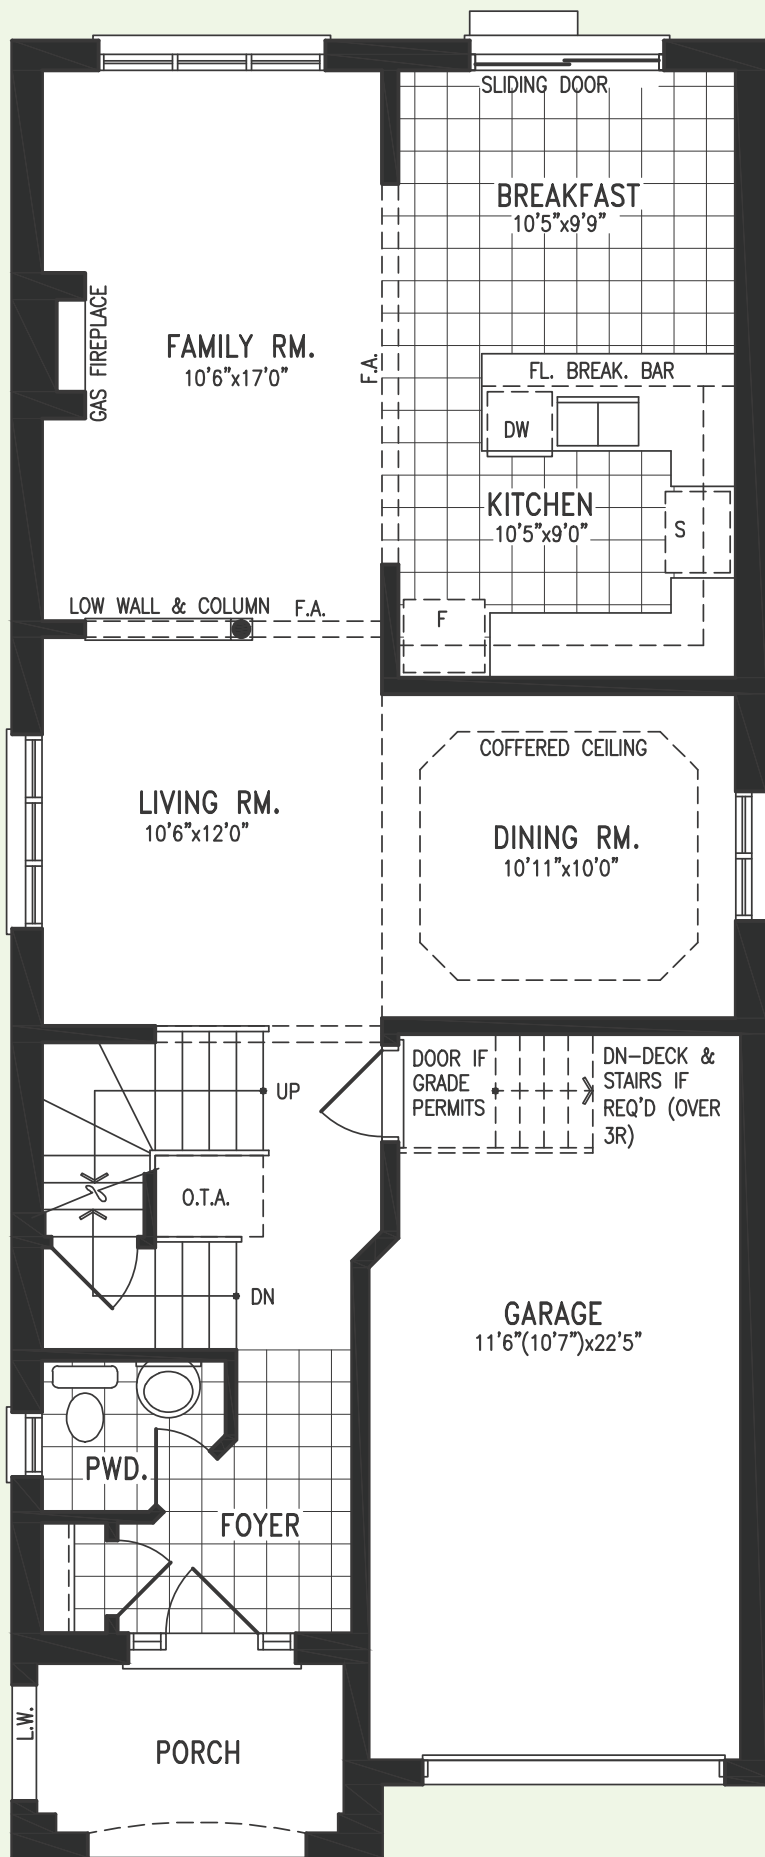 SLIDING DOOR
BREAKFAST
10'5"x9'9"
GAS FIREPLACE
FAMILY RM.
10'6"x17'0"
F.A.
FL. BREAK. BAR
DW
KITCHEN
10'5"x9'0"
S
LOW WALL & COLUMN
F.A.
F
COFFERED CEILING
LIVING RM.
10'6"x12'0"
DINING RM.
10'11"x10'0"
DOOR IF
GRADE
PERMITS
DN-DECK &
STAIRS IF
REQ'D (OVER
3R)
UP
O.T.A.
DN
GARAGE
11'6"(10'7")x22'5"
PWD.
FOYER
L.W.
PORCH